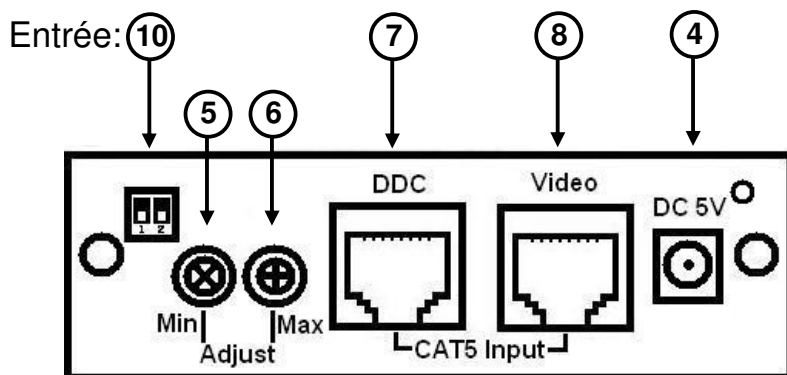 Entrée: 10 7 8 4
5 6
DDC Video
DC 5V
1 2
Min Max
Adjust CAT5 Input